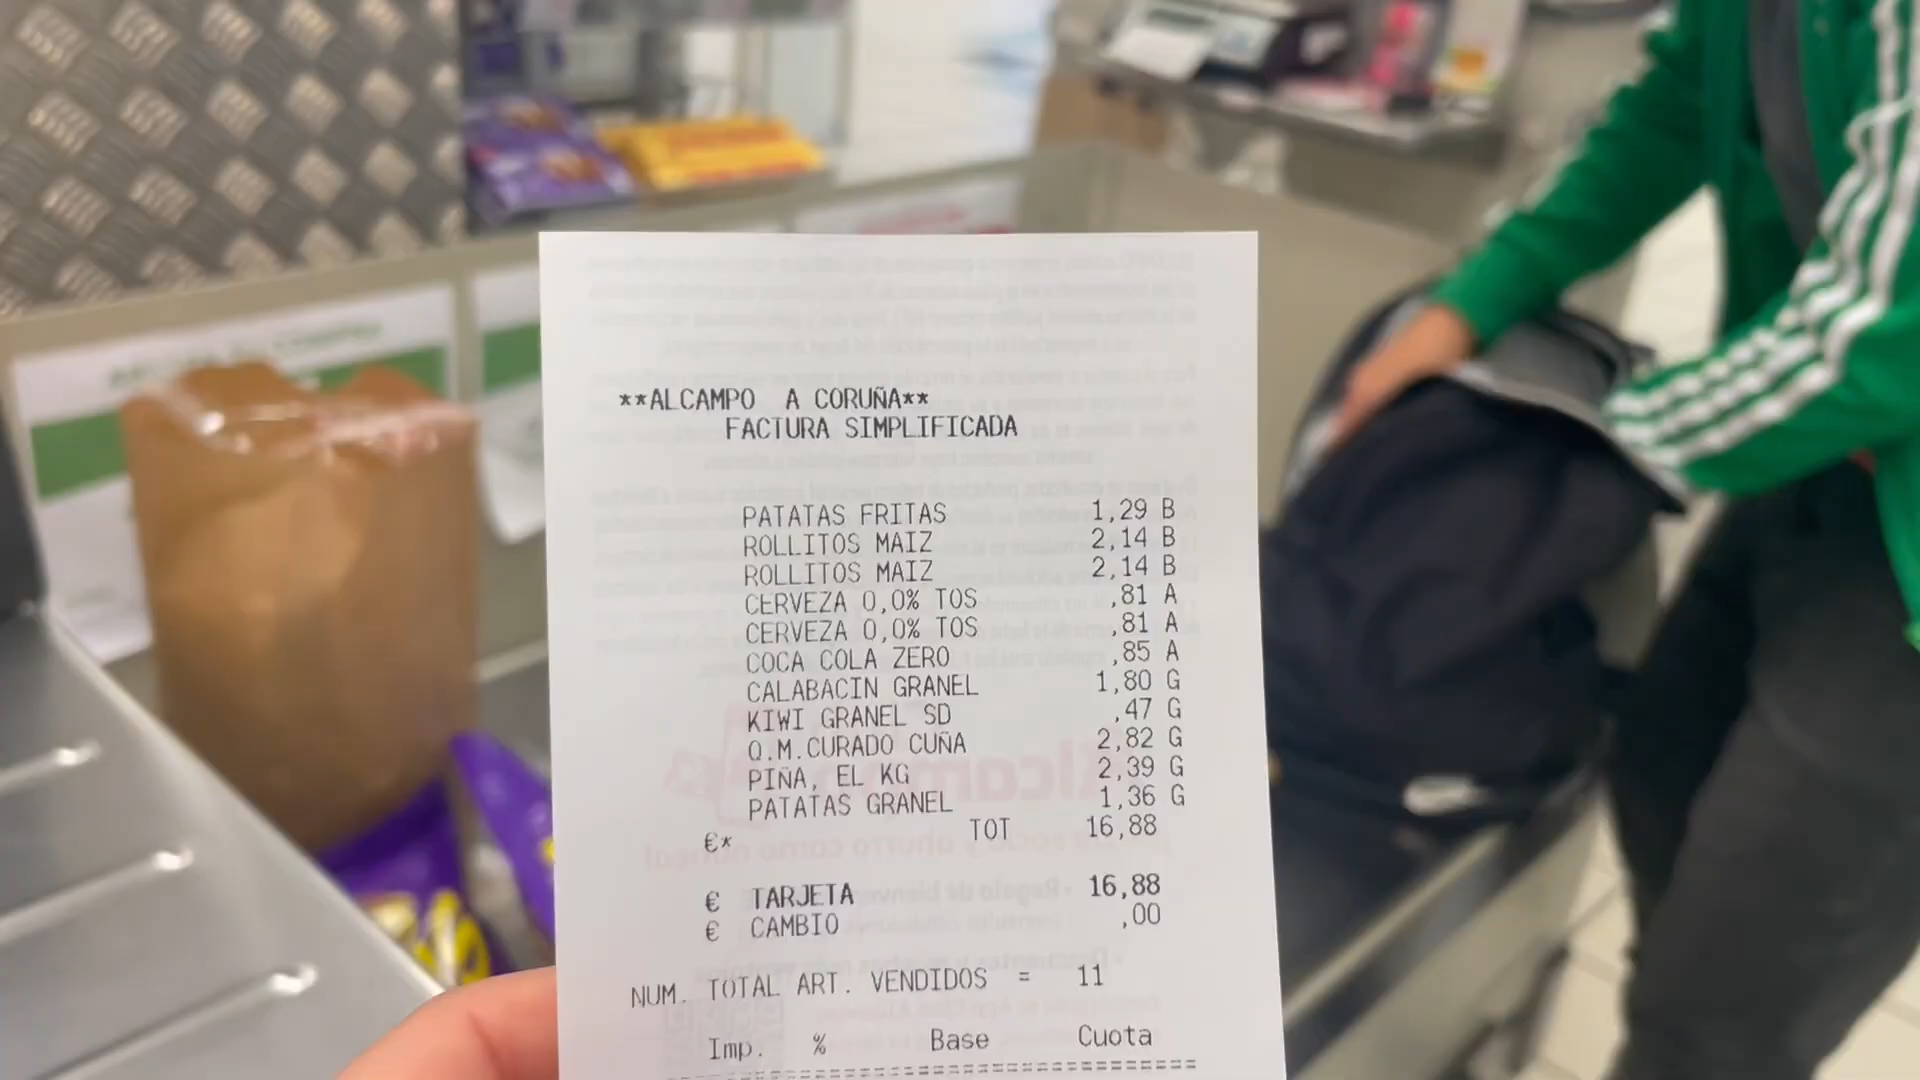 **ALCAMPO A CORUÑA**
FACTURA SIMPLIFICADA
PATATAS FRITAS 1,29 B
ROLLITOS MAIZ 2,14 B
ROLLITOS MAIZ 2,14 B
CERVEZA 0,0% TOS ,81 A
CERVEZA 0,0% TOS ,81 A
COCA COLA ZERO ,85 A
CALABACIN GRANEL 1,80 G
KIWI GRANEL SD ,47 G
Q.M.CURADO CUÑA 2,82 G
PIÑA, EL KG 2,39 G
PATATAS GRANEL 1,36 G
€* TOT 16,88
€ TARJETA 16,88
€ CAMBIO ,00
NUM. TOTAL ART. VENDIDOS = 11
Imp. % Base Cuota